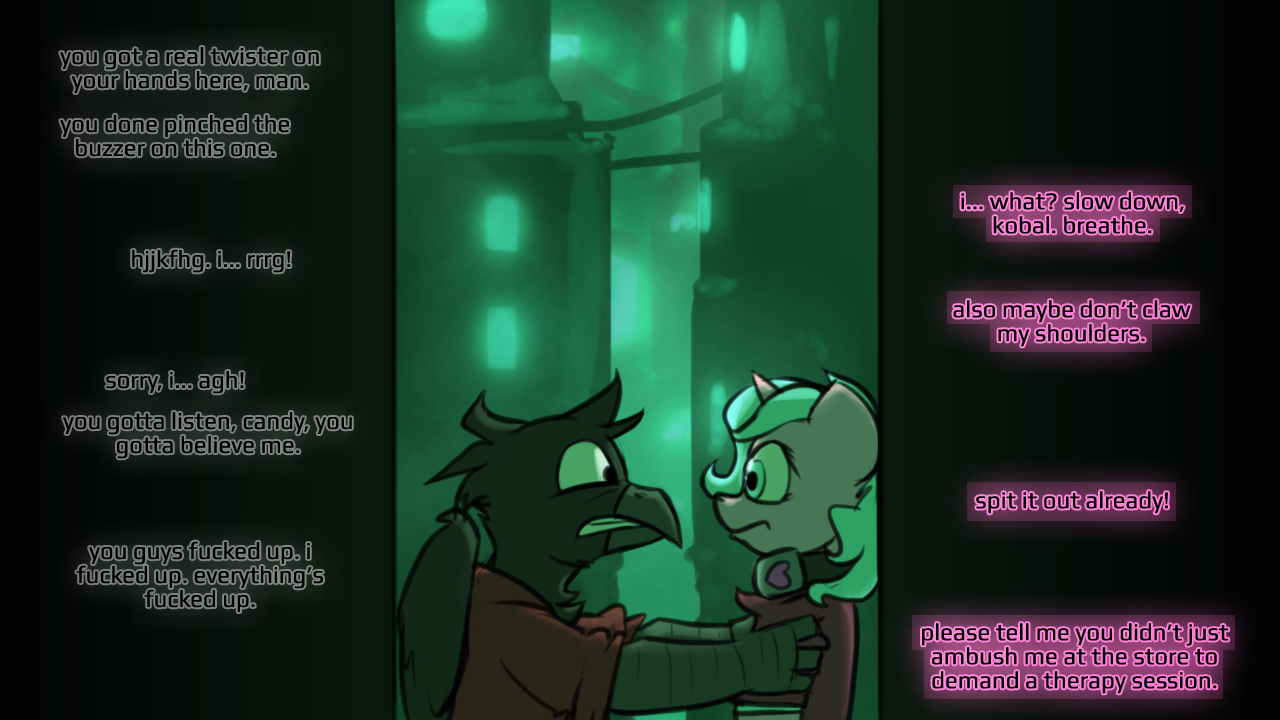 you got a real twister on
your hands here, man.
you done pinched the
buzzer on this one.
i... what? slow down,
kobal. breathe.
hjjkfhg. i... rrrg!
also maybe don't claw
my shoulders.
sorry, i... agh!
you gotta listen, candy, you
gotta believe me.
spit it out already!
you guys fucked up. i
fucked up. everything's
fucked up.
please tell me you didn't just
ambush me at the store to
demand a therapy session.